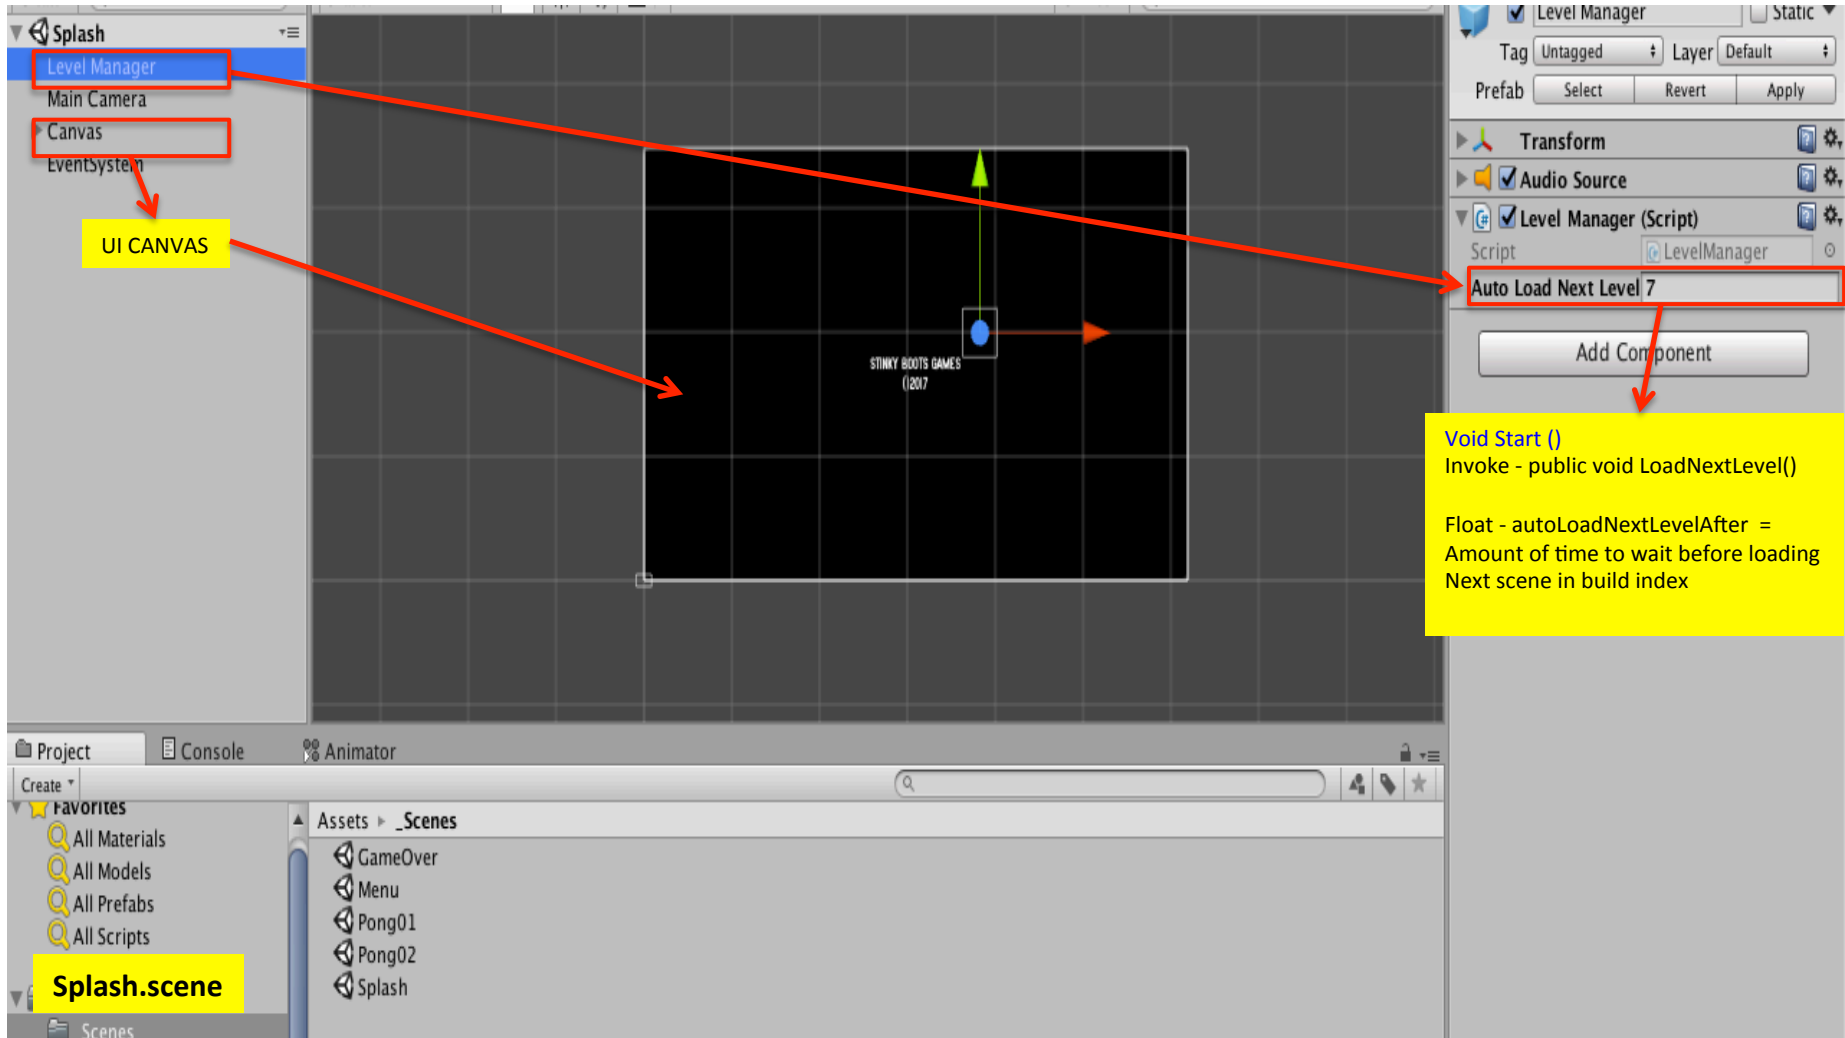 Splash
Level Manager
Main Camera
Canvas
EventSystem
UI CANVAS
STINKY BOOTS GAMES
()2017
Level Manager
Static
Tag Untagged Layer Default
Prefab Select Revert Apply
Transform
Audio Source
Level Manager (Script)
Script LevelManager
Auto Load Next Level 7
Add Component
Void Start ()
Invoke - public void LoadNextLevel()
Float - autoLoadNextLevelAfter =
Amount of time to wait before loading
Next scene in build index
Project Console Animator
Create
Favorites
All Materials
All Models
All Prefabs
All Scripts
Splash.scene
Scenes
Assets _Scenes
GameOver
Menu
Pong01
Pong02
Splash